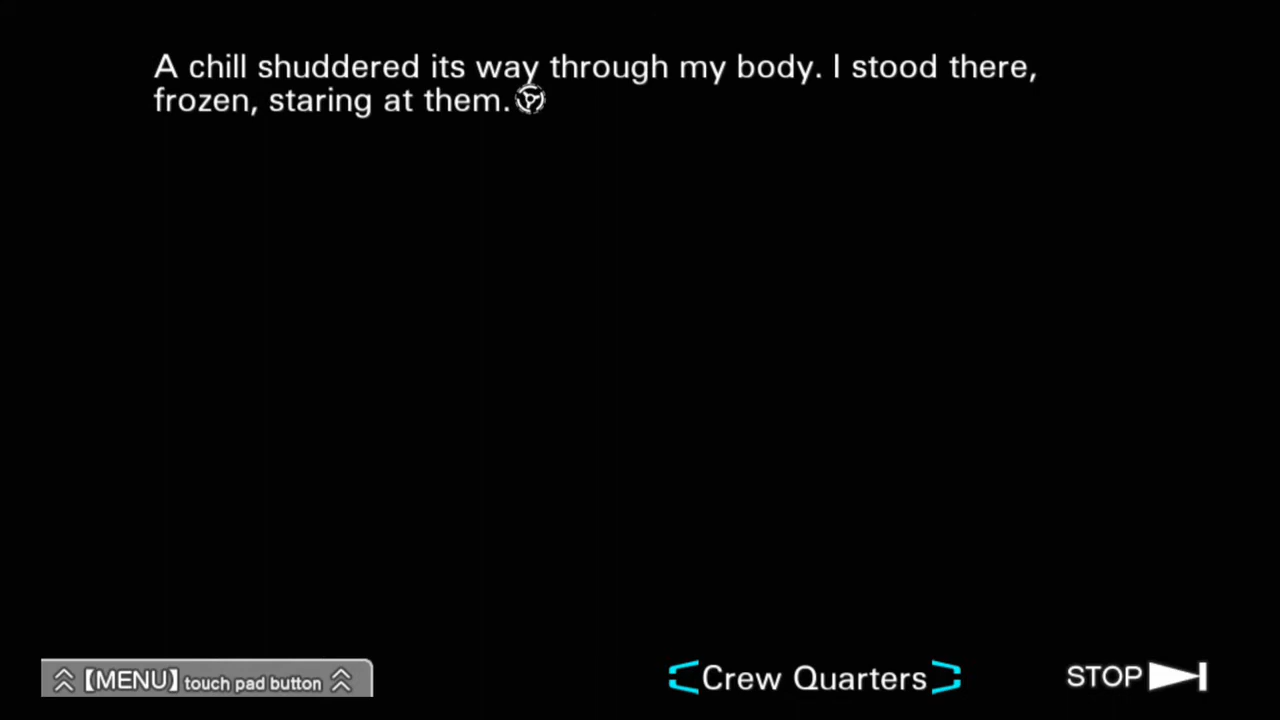 A chill shuddered its way through my body. I stood there,
frozen, staring at them.
【MENU】 touch pad button
Crew Quarters
STOP